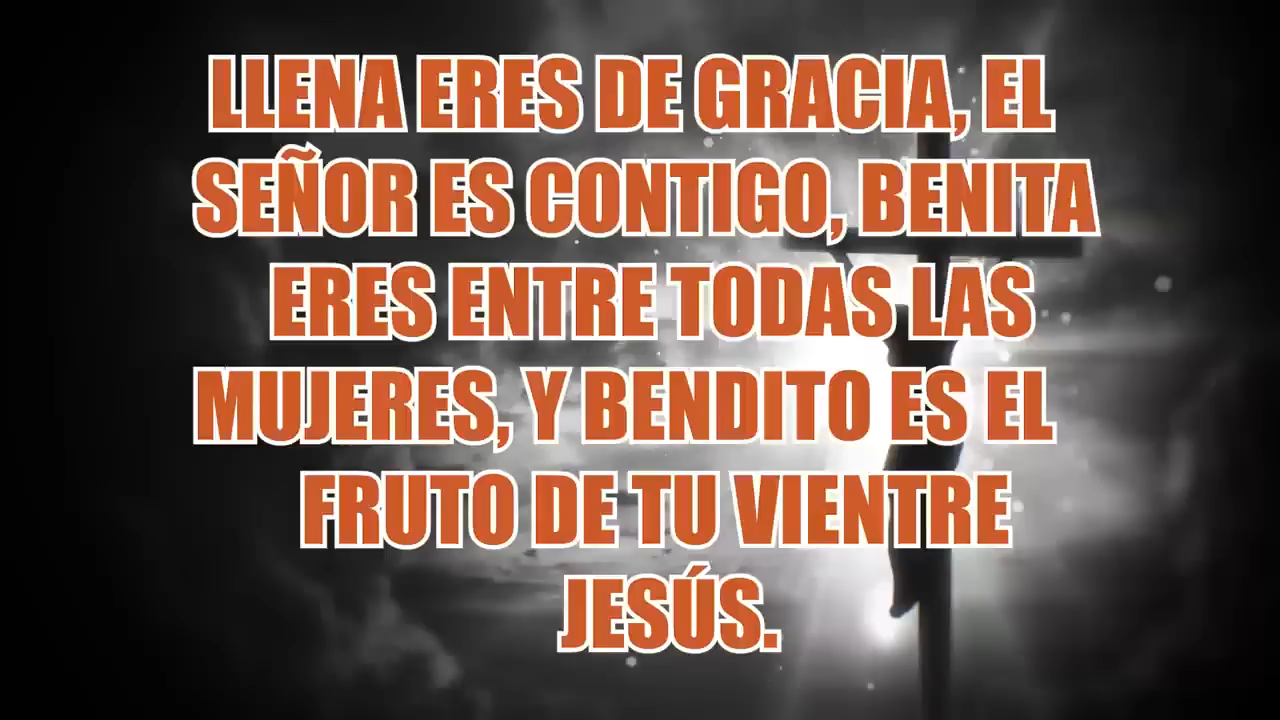 LLENA ERES DE GRACIA, EL
SEÑOR ES CONTIGO, BENITA
ERES ENTRE TODAS LAS
MUJERES, Y BENDITO ES EL
FRUTO DE TU VIENTRE
JESÚS.